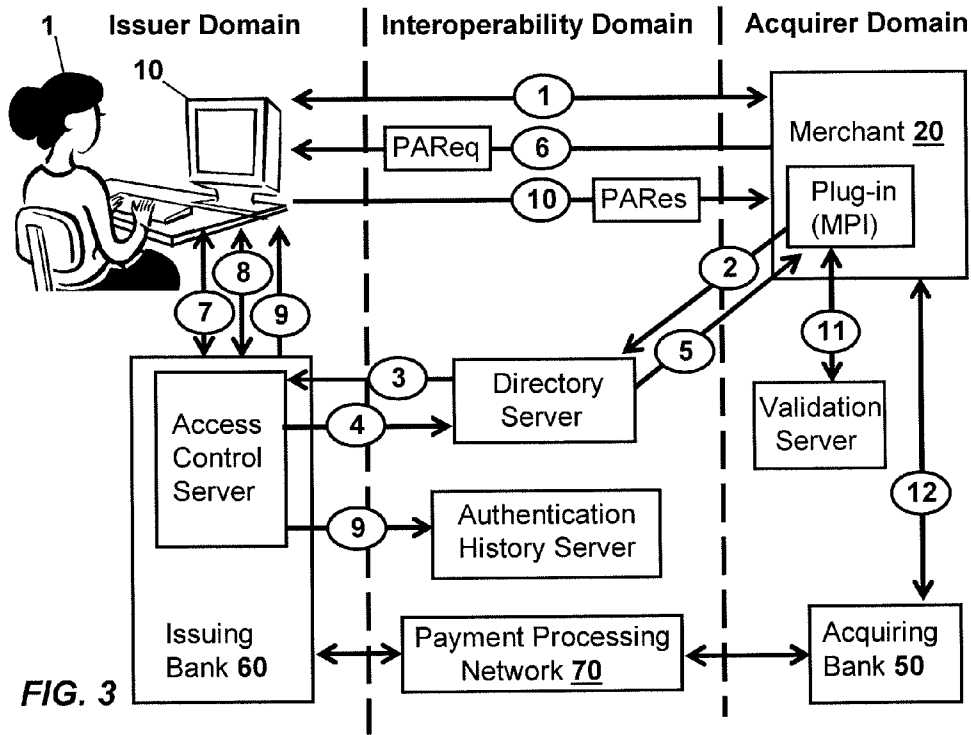 Issuer Domain
Interoperability Domain
Acquirer Domain
1
10
1
Merchant 20
PAReq
6
10
PARes
Plug-in
(MPI)
2
8
7
9
5
11
3
Directory
Server
4
Access
Control
Server
Validation
Server
12
9
Authentication
History Server
Issuing
Bank 60
Payment Processing
Network 70
Acquiring
Bank 50
FIG. 3